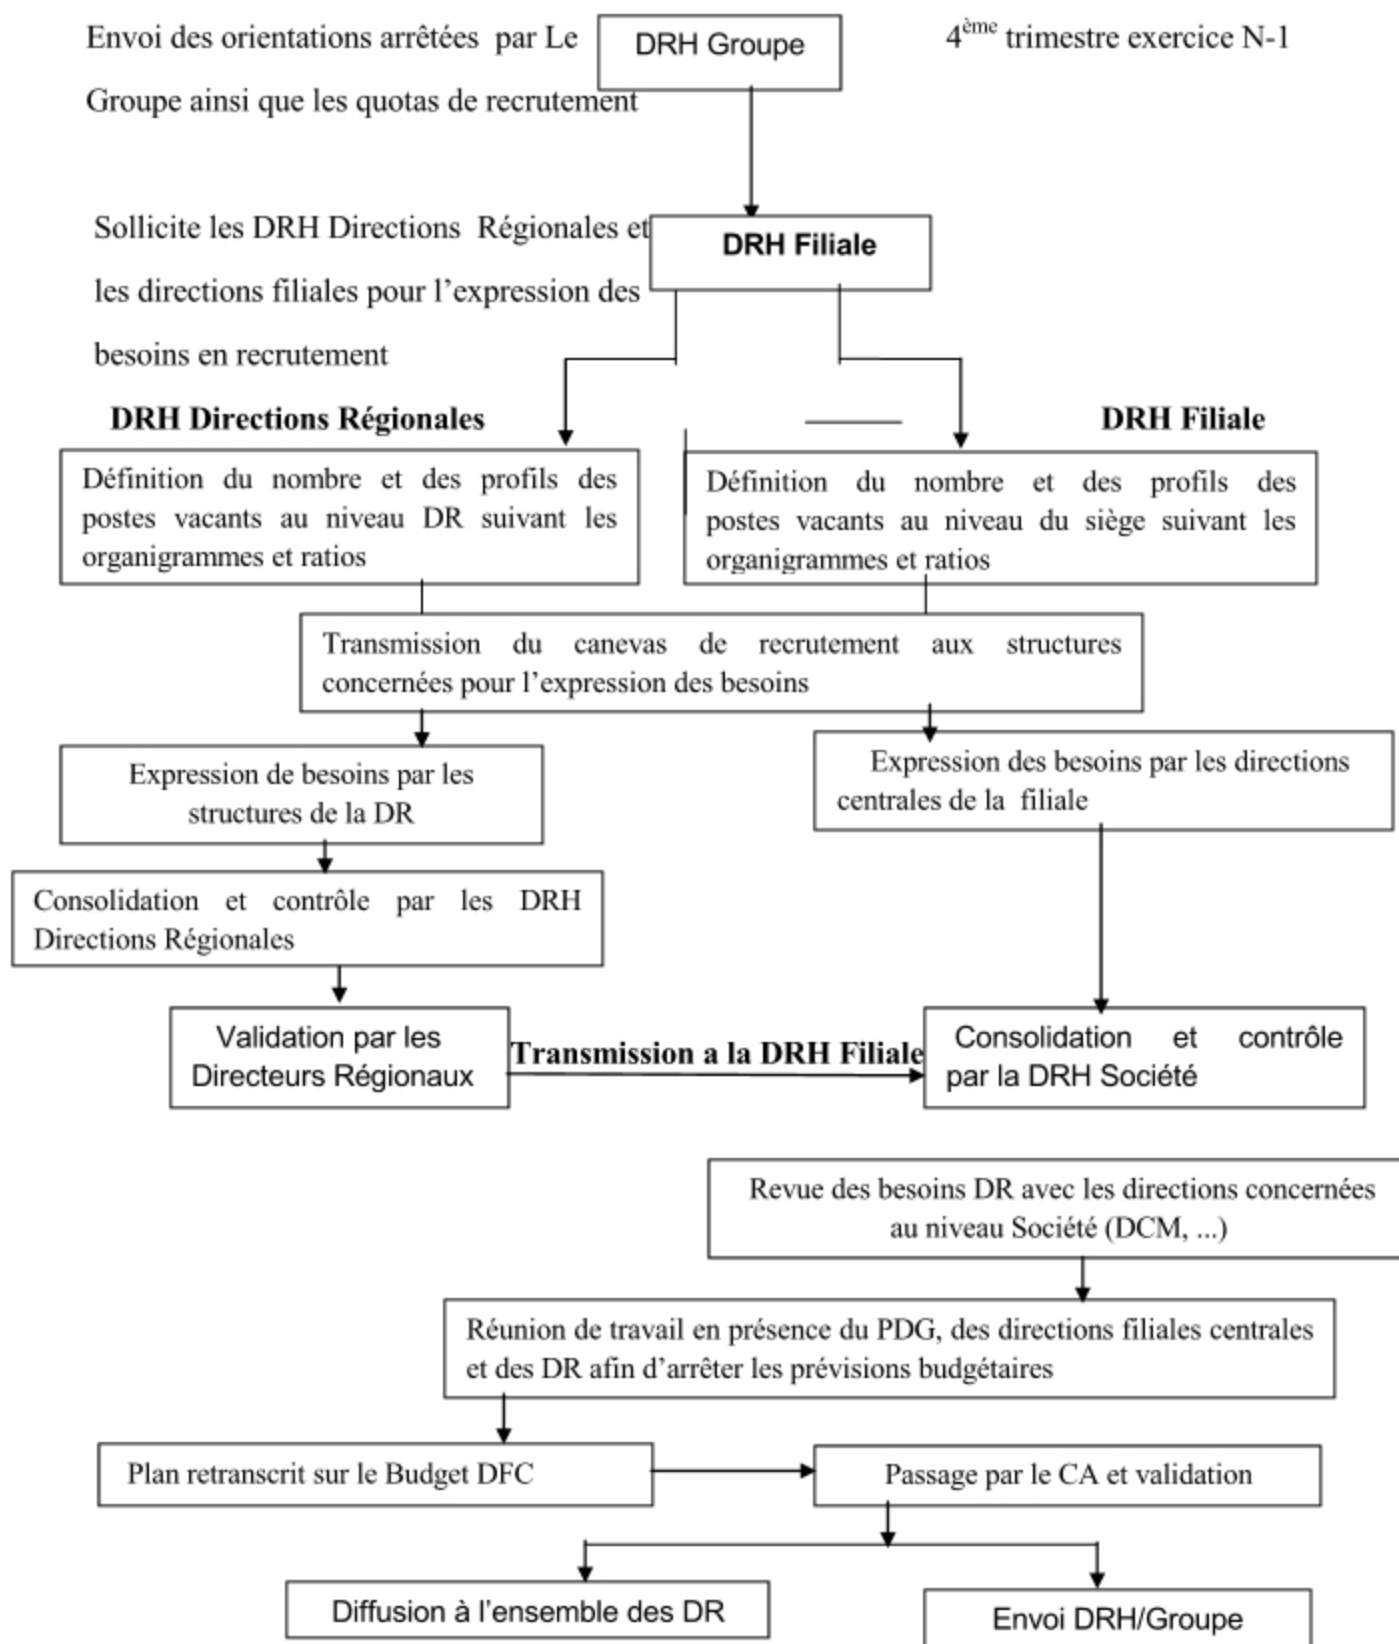 Envoi des orientations arrêtées par Le
Groupe ainsi que les quotas de recrutement
DRH Groupe
4ème trimestre exercice N-1
Sollicite les DRH Directions Régionales et
les directions filiales pour l'expression des
besoins en recrutement
DRH Filiale
DRH Directions Régionales
DRH Filiale
Définition du nombre et des profils des
postes vacants au niveau DR suivant les
organigrammes et ratios
Définition du nombre et des profils des
postes vacants au niveau du siège suivant les
organigrammes et ratios
Transmission du canevas de recrutement aux structures
concernées pour l'expression des besoins
Expression de besoins par les
structures de la DR
Expression des besoins par les directions
centrales de la filiale
Consolidation et contrôle par les DRH
Directions Régionales
Validation par les
Directeurs Régionaux
Transmission a la DRH Filiale
Consolidation et contrôle
par la DRH Société
Revue des besoins DR avec les directions concernées
au niveau Société (DCM, ...)
Réunion de travail en présence du PDG, des directions filiales centrales
et des DR afin d'arrêter les prévisions budgétaires
Plan retranscrit sur le Budget DFC
Passage par le CA et validation
Diffusion à l'ensemble des DR
Envoi DRH/Groupe